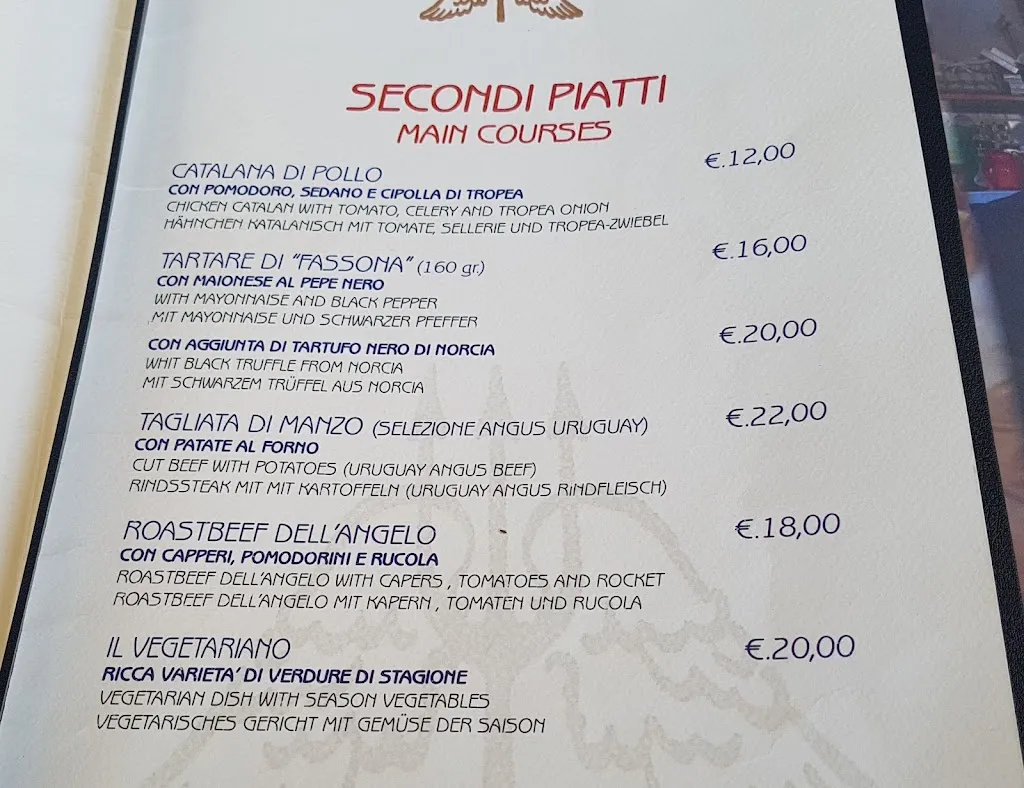 SECONDI PIATTI
MAIN COURSES
CATALANA DI POLLO €.12,00
CON POMODORO, SEDANO E CIPOLLA DI TROPEA
CHICKEN CATALAN WITH TOMATO, CELERY AND TROPEA ONION
HÄHNCHEN KATALANISCH MIT TOMATE, SELLERIE UND TROPEA-ZWIEBEL
TARTARE DI "FASSONA" (160 gr.) €.16,00
CON MAIONESE AL PEPE NERO
WITH MAYONNAISE AND BLACK PEPPER
MIT MAYONNAISE UND SCHWARZER PFEFFER
CON AGGIUNTA DI TARTUFO NERO DI NORCIA €.20,00
WHIT BLACK TRUFFLE FROM NORCIA
MIT SCHWARZEM TRÜFFEL AUS NORCIA
TAGLIATA DI MANZO (SELEZIONE ANGUS URUGUAY) €.22,00
CON PATATE AL FORNO
CUT BEEF WITH POTATOES (URUGUAY ANGUS BEEF)
RINDSSTEAK MIT MIT KARTOFFELN (URUGUAY ANGUS RINDFLEISCH)
ROASTBEEF DELL'ANGELO €.18,00
CON CAPPERI, POMODORINI E RUCOLA
ROASTBEEF DELL'ANGELO WITH CAPERS , TOMATOES AND ROCKET
ROASTBEEF DELL'ANGELO MIT KAPERN , TOMATEN UND RUCOLA
IL VEGETARIANO €.20,00
RICCA VARIETA' DI VERDURE DI STAGIONE
VEGETARIAN DISH WITH SEASON VEGETABLES
VEGETARISCHES GERICHT MIT GEMÜSE DER SAISON